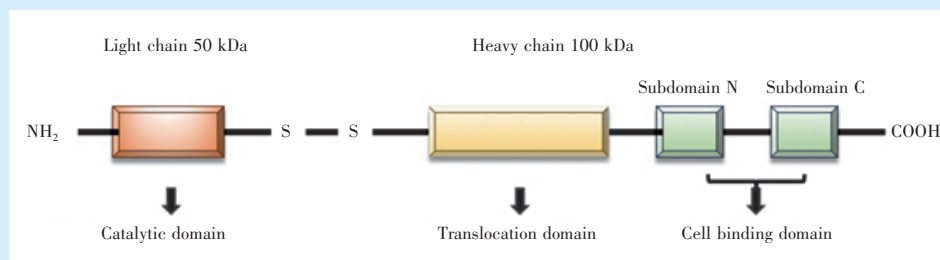 Light chain 50 kDa
Heavy chain 100 kDa
Subdomain N
Subdomain C
NH₂
S
S
COOH
Catalytic domain
Translocation domain
Cell binding domain